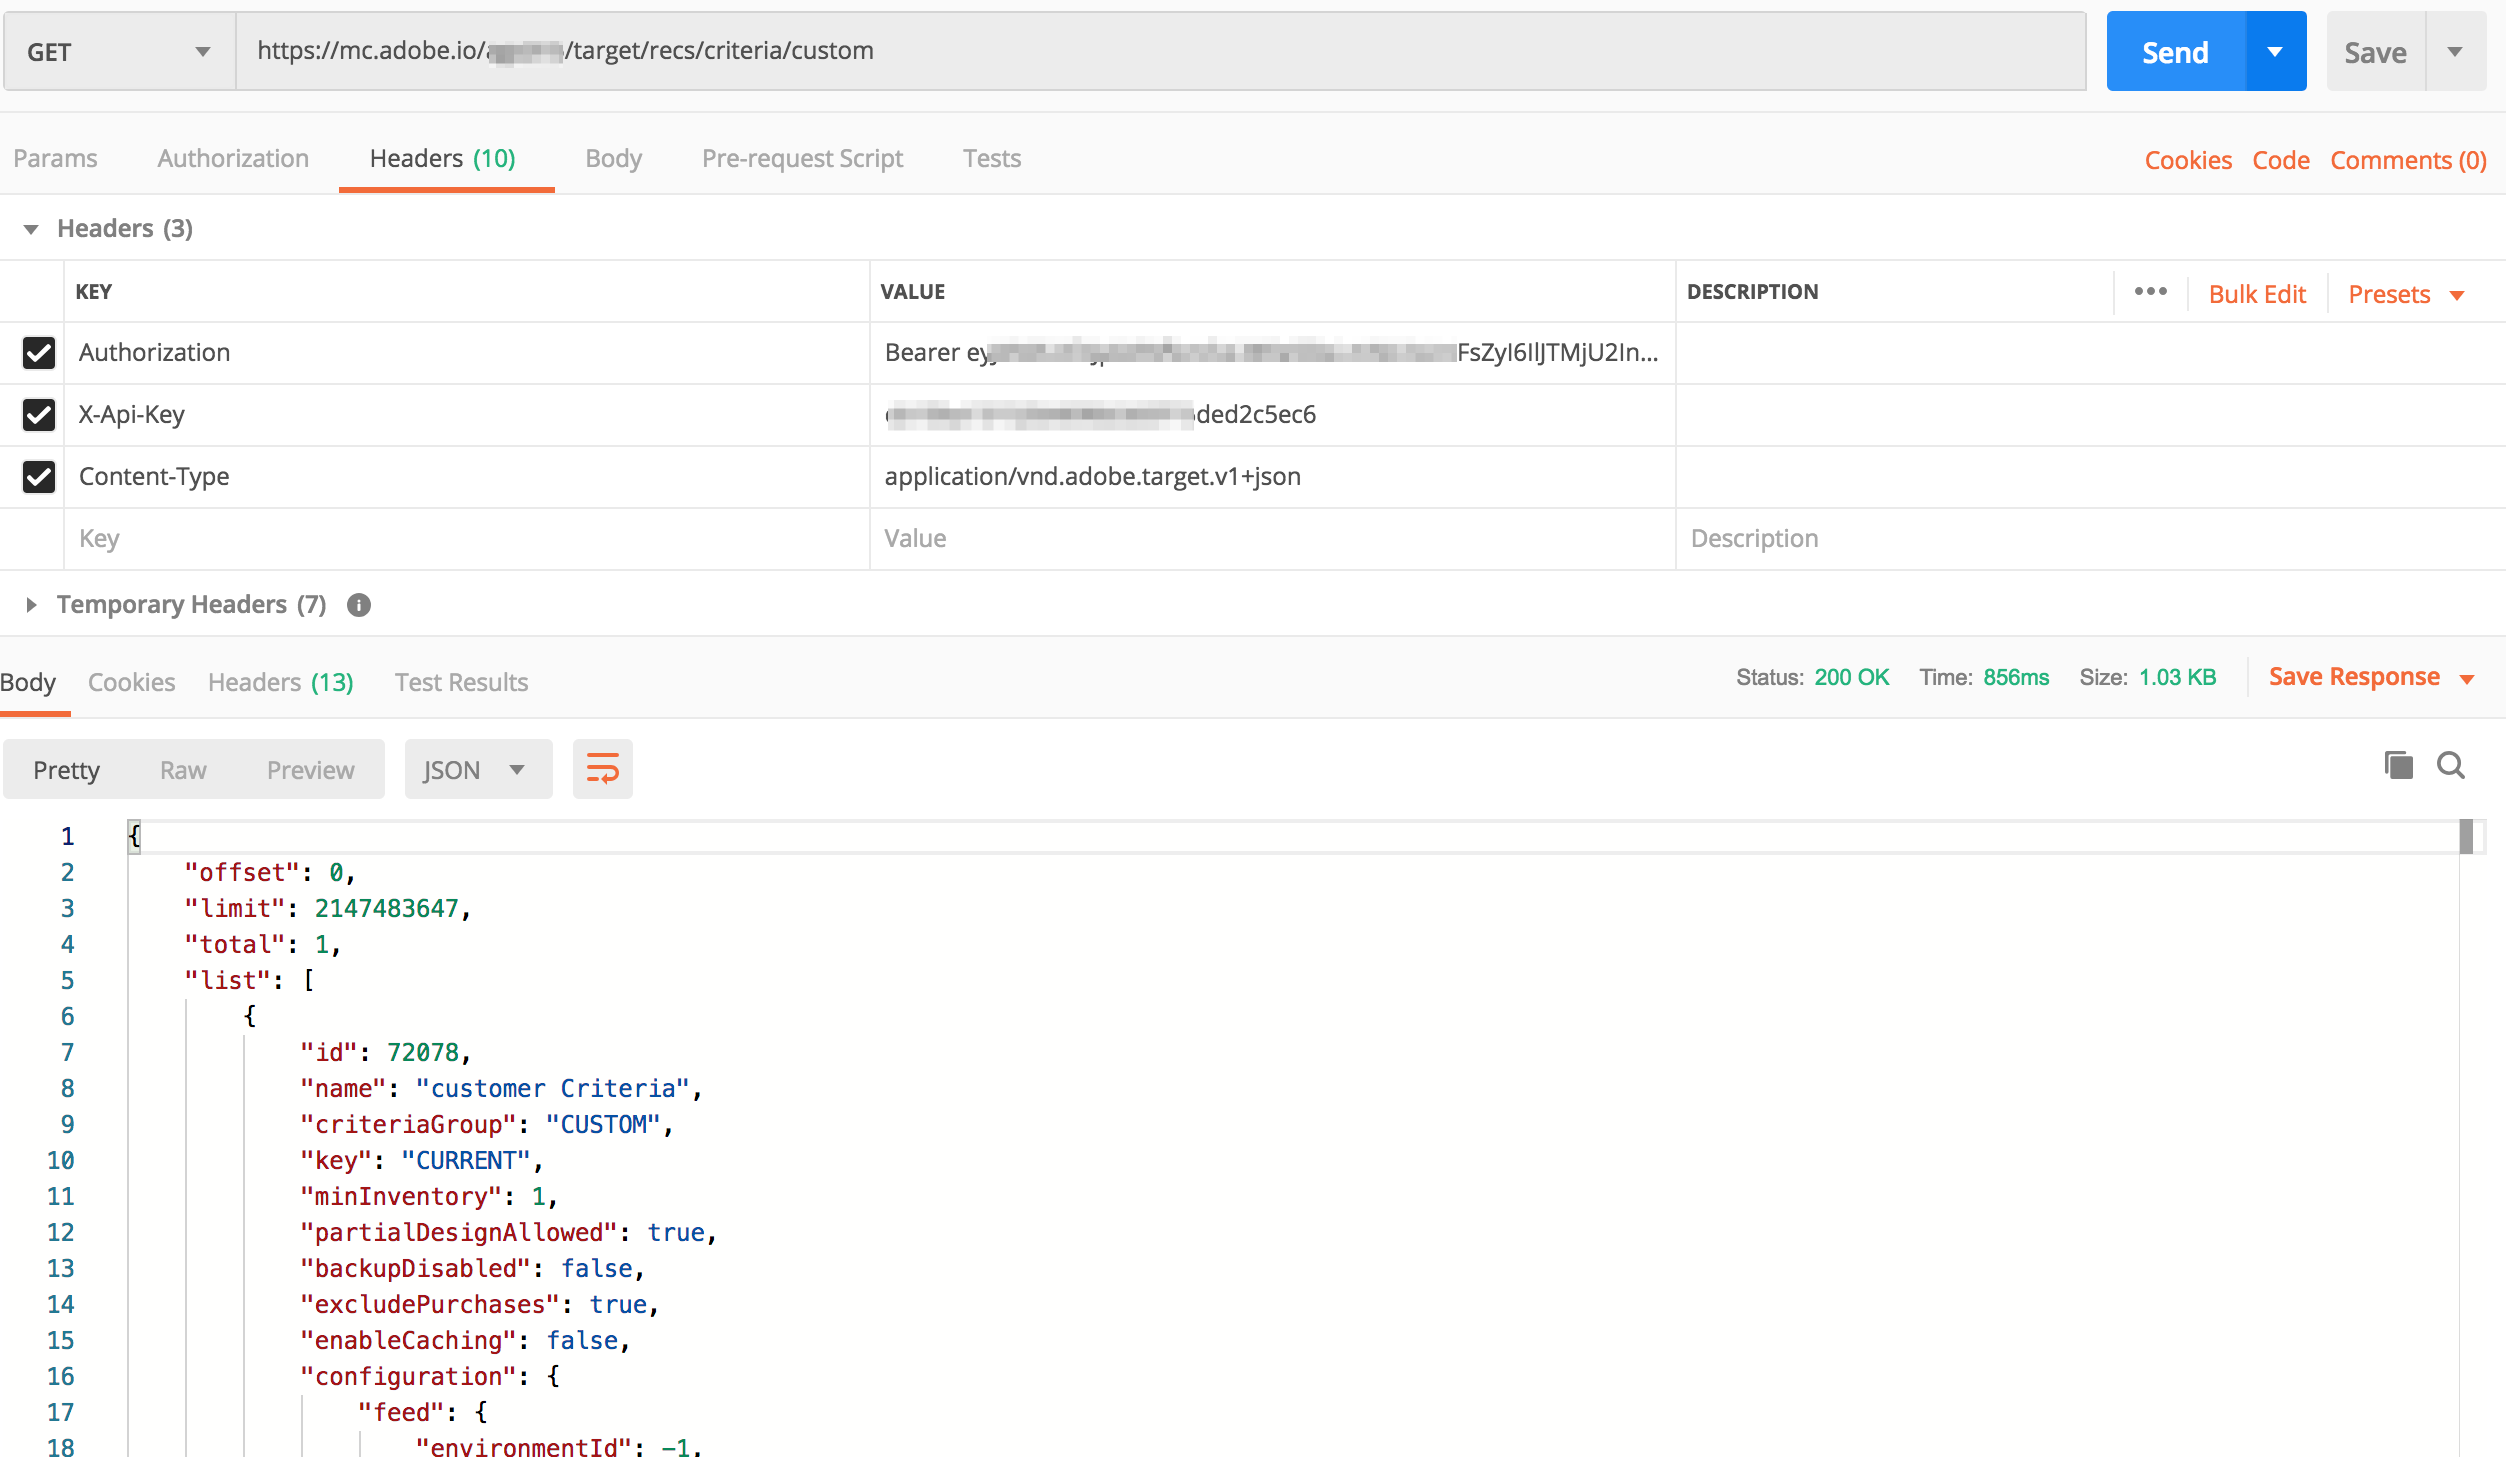 GET https://mc.adobe.io/ /target/recs/criteria/custom Send Save
Params Authorization Headers (10) Body Pre-request Script Tests Cookies Code Comments (0)
Headers (3)
KEY VALUE DESCRIPTION ••• Bulk Edit Presets
Authorization Bearer ey FsZyI6IlJTMjU2In...
X-Api-Key ded2c5ec6
Content-Type application/vnd.adobe.target.v1+json
Key Value Description
Temporary Headers (7) i
Body Cookies Headers (13) Test Results Status: 200 OK Time: 856ms Size: 1.03 KB Save Response
Pretty Raw Preview JSON
1 {
2 "offset": 0,
3 "limit": 2147483647,
4 "total": 1,
5 "list": [
6 {
7 "id": 72078,
8 "name": "customer Criteria",
9 "criteriaGroup": "CUSTOM",
10 "key": "CURRENT",
11 "minInventory": 1,
12 "partialDesignAllowed": true,
13 "backupDisabled": false,
14 "excludePurchases": true,
15 "enableCaching": false,
16 "configuration": {
17 "feed": {
18 "environmentId": -1,